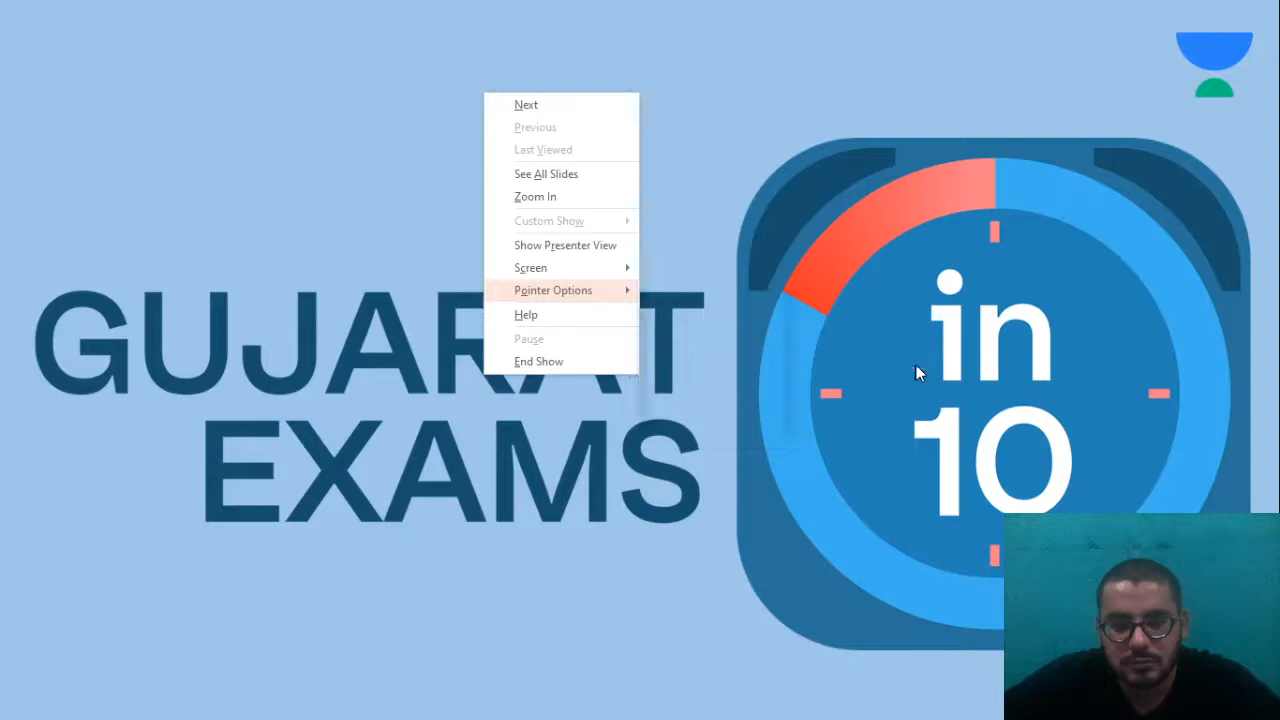 Next
Previous
Last Viewed
See All Slides
Zoom In
Custom Show
Show Presenter View
Screen
Pointer Options
Help
Pause
End Show
GUJARAT
EXAMS
in
10